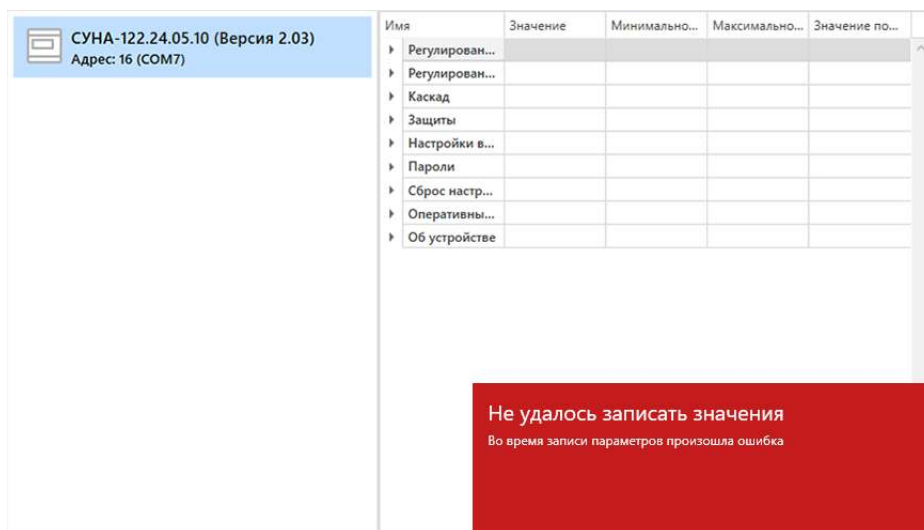 СУНА-122.24.05.10 (Версия 2.03)
Адрес: 16 (COM7)
Имя Значение Минимально... Максимально... Значение по...
Регулирован...
Регулирован...
Каскад
Защиты
Настройки в...
Пароли
Сброс настр...
Оперативны...
Об устройстве
Не удалось записать значения
Во время записи параметров произошла ошибка